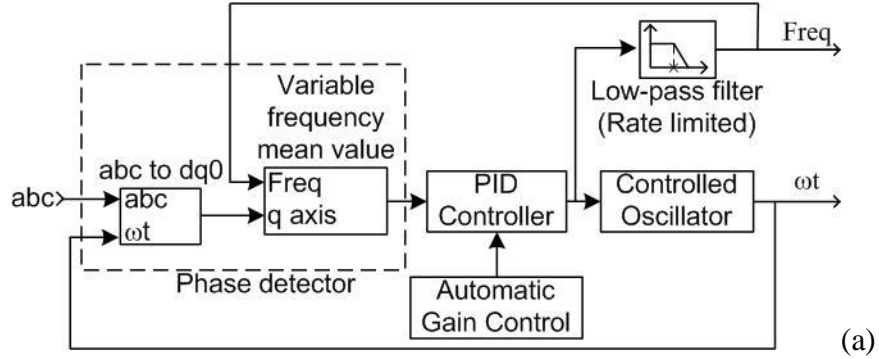 Freq
Variable
frequency
mean value
Low-pass filter
(Rate limited)
abc to dq0
abc
abc
ωt
Freq
q axis
PID
Controller
Controlled
Oscillator
ωt
Phase detector
Automatic
Gain Control
(a)